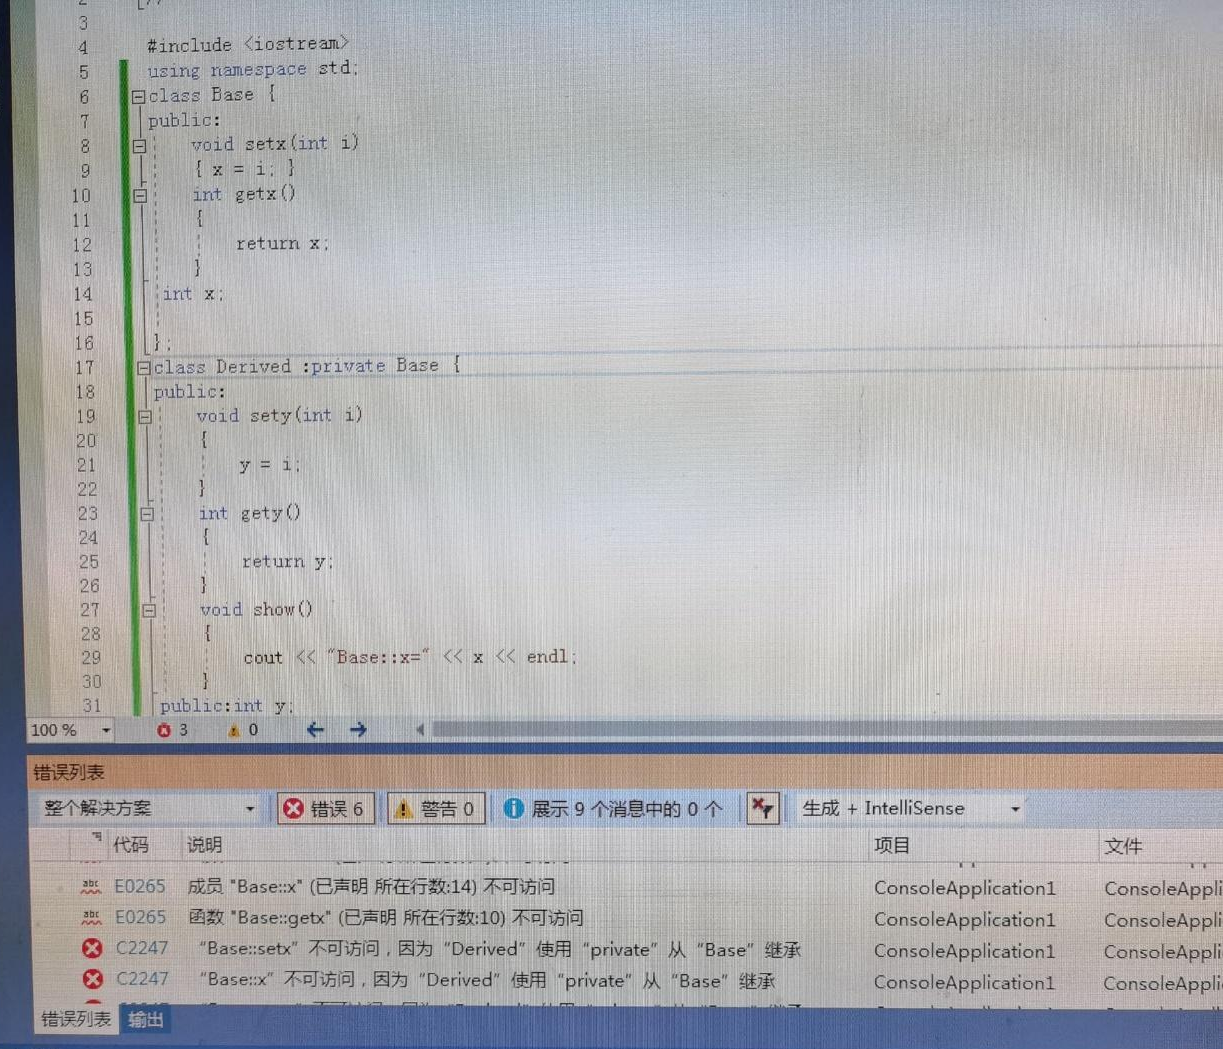 3
4 #include <iostream>
5 using namespace std;
6 class Base {
7 public:
8 void setx(int i)
9 { x = i; }
10 int getx()
11 {
12 return x;
13 }
14 int x;
15
16 };
17 class Derived :private Base {
18 public:
19 void sety(int i)
20 {
21 y = i;
22 }
23 int gety()
24 {
25 return y;
26 }
27 void show()
28 {
29 cout << "Base::x=" << x << endl;
30 }
31 public:int y;
100 % 3 0
错误列表
整个解决方案 错误 6 警告 0 展示 9 个消息中的 0 个 生成 + IntelliSense
代码 说明 项目 文件
abc E0265 成员 "Base::x" (已声明 所在行数:14) 不可访问 ConsoleApplication1 ConsoleAppli
abc E0265 函数 "Base::getx" (已声明 所在行数:10) 不可访问 ConsoleApplication1 ConsoleAppli
C2247 “Base::setx” 不可访问，因为 “Derived” 使用 “private” 从 “Base” 继承 ConsoleApplication1 ConsoleAppli
C2247 “Base::x” 不可访问，因为 “Derived” 使用 “private” 从 “Base” 继承 ConsoleApplication1 ConsoleAppli
错误列表 输出